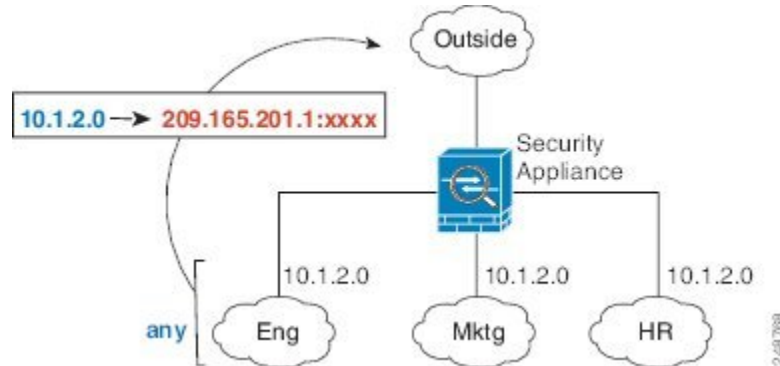 Outside
10.1.2.0 → 209.165.201.1:xxxx
Security
Appliance
10.1.2.0
10.1.2.0
10.1.2.0
any
Eng
Mktg
HR
248768